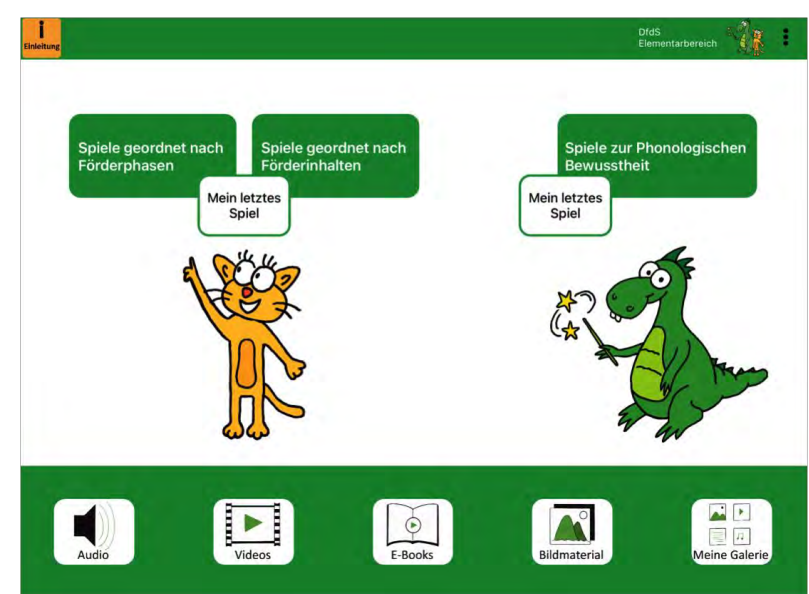 i
Einleitung
DfdS
Elementarbereich
Spiele geordnet nach
Förderphasen
Spiele geordnet nach
Förderinhalten
Mein letztes
Spiel
Spiele zur Phonologischen
Bewusstheit
Mein letztes
Spiel
Audio
Videos
E-Books
Bildmaterial
Meine Galerie